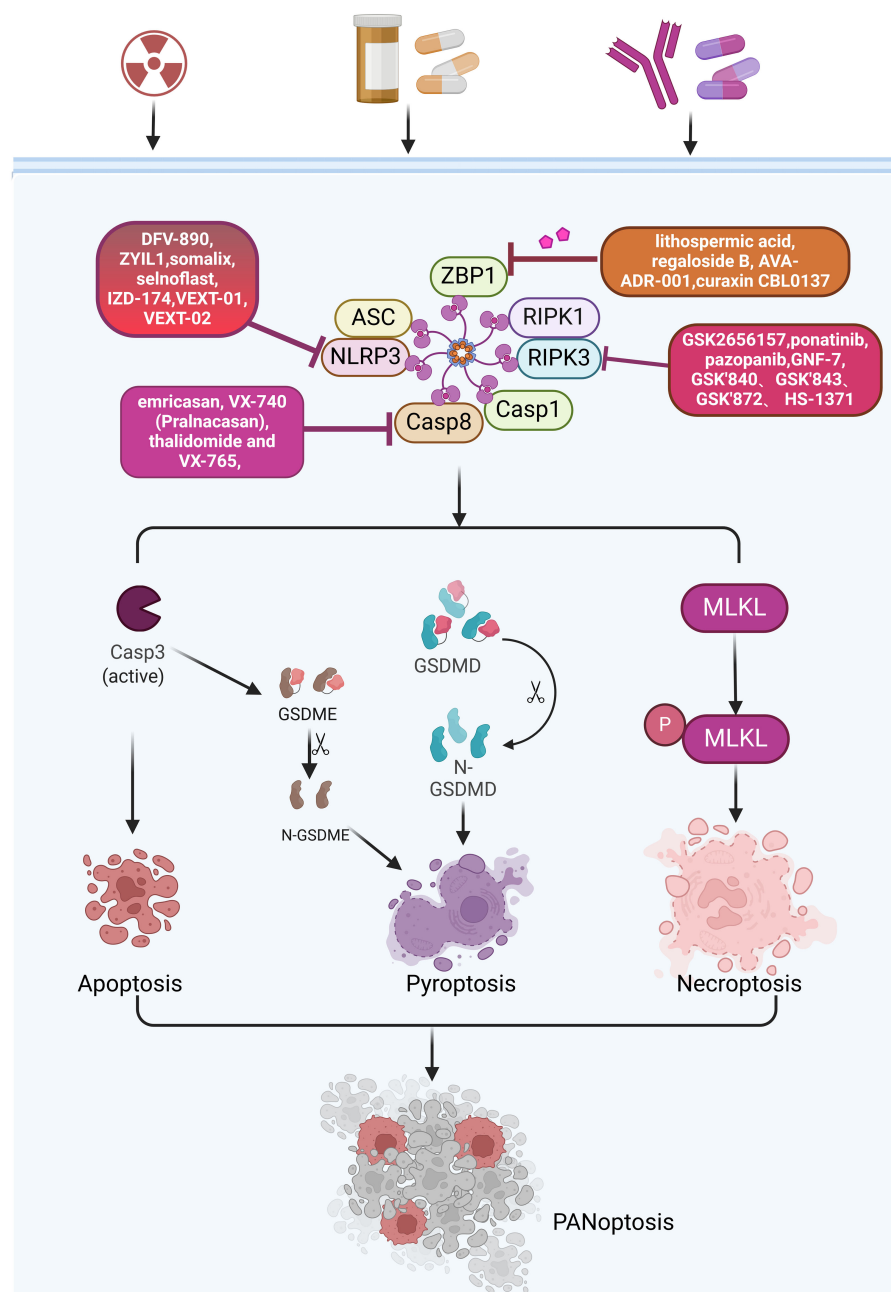 DFV-890,
ZYIL1,somalix,
selnoflast,
IZD-174,VEXT-01,
VEXT-02
ZBP1
lithospermic acid,
regaloside B, AVA-
ADR-001,curaxin CBL0137
ASC
RIPK1
NLRP3
RIPK3
GSK2656157,ponatinib,
pazopanib,GNF-7,
GSK'840、GSK'843、
GSK'872、 HS-1371
emricasan, VX-740
(Pralnacasan),
thalidomide and
VX-765,
Casp8
Casp1
Casp3
(active)
GSDMD
MLKL
GSDME
P
MLKL
N-
GSDMD
N-GSDME
Apoptosis
Pyroptosis
Necroptosis
PANoptosis